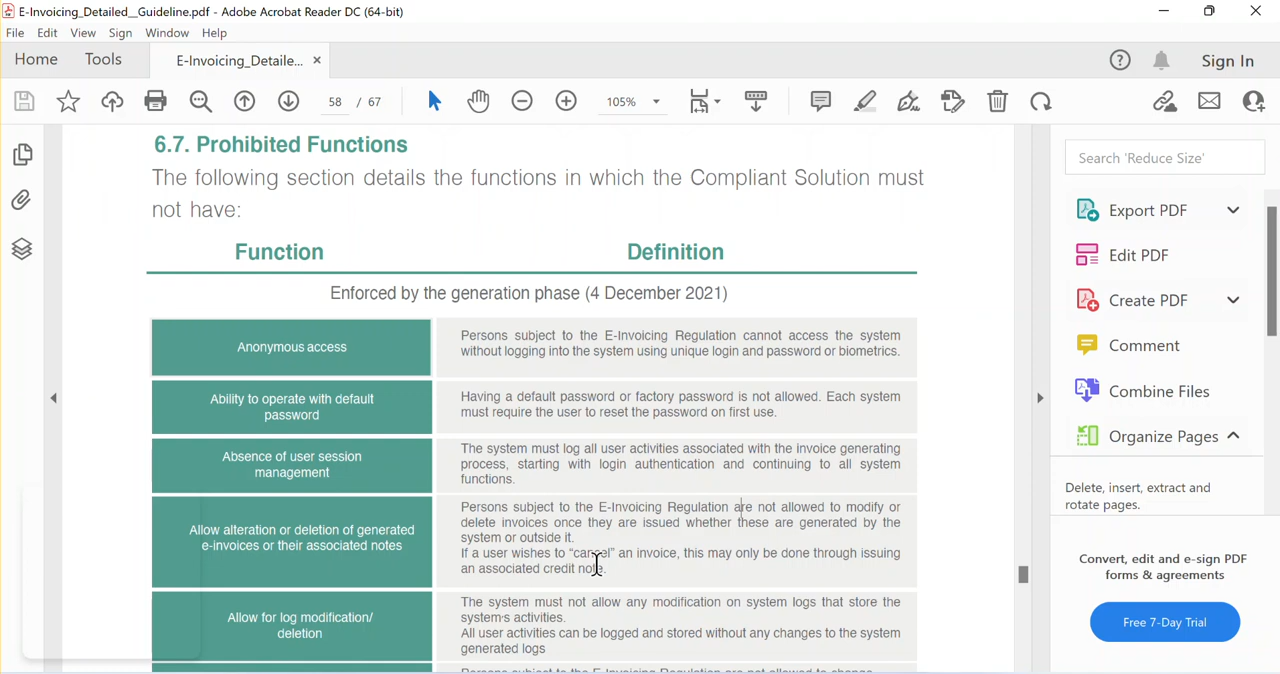 E-Invoicing_Detailed__Guideline.pdf - Adobe Acrobat Reader DC (64-bit)
File Edit View Sign Window Help
Home Tools E-Invoicing_Detaile... × Sign In
58 / 67 105%
6.7. Prohibited Functions
The following section details the functions in which the Compliant Solution must
not have:
Function Definition
Enforced by the generation phase (4 December 2021)
Anonymous access
Persons subject to the E-Invoicing Regulation cannot access the system
without logging into the system using unique login and password or biometrics.
Ability to operate with default
password
Having a default password or factory password is not allowed. Each system
must require the user to reset the password on first use.
Absence of user session
management
The system must log all user activities associated with the invoice generating
process, starting with login authentication and continuing to all system
functions.
Allow alteration or deletion of generated
e-invoices or their associated notes
Persons subject to the E-Invoicing Regulation are not allowed to modify or
delete invoices once they are issued whether these are generated by the
system or outside it.
If a user wishes to “cancel” an invoice, this may only be done through issuing
an associated credit note.
Allow for log modification/
deletion
The system must not allow any modification on system logs that store the
system's activities.
All user activities can be logged and stored without any changes to the system
generated logs
Persons subject to the E-Invoicing Regulation are not allowed to change
Search 'Reduce Size'
Export PDF
Edit PDF
Create PDF
Comment
Combine Files
Organize Pages
Delete, insert, extract and
rotate pages.
Convert, edit and e-sign PDF
forms & agreements
Free 7-Day Trial